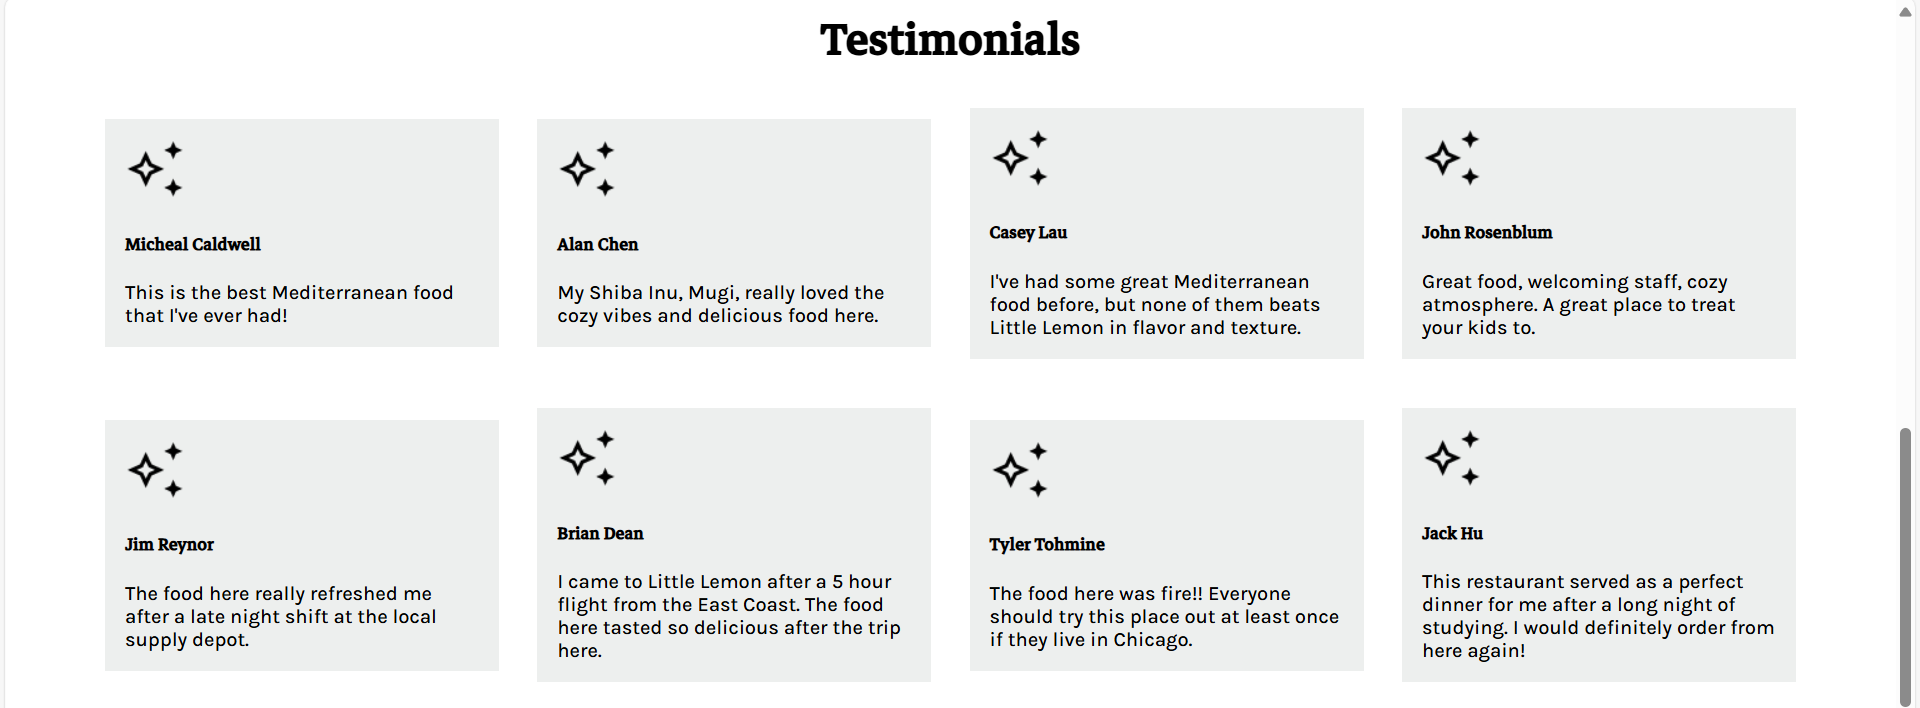 Testimonials
Micheal Caldwell
This is the best Mediterranean food
that I've ever had!
Alan Chen
My Shiba Inu, Mugi, really loved the
cozy vibes and delicious food here.
Casey Lau
I've had some great Mediterranean
food before, but none of them beats
Little Lemon in flavor and texture.
John Rosenblum
Great food, welcoming staff, cozy
atmosphere. A great place to treat
your kids to.
Jim Reynor
The food here really refreshed me
after a late night shift at the local
supply depot.
Brian Dean
I came to Little Lemon after a 5 hour
flight from the East Coast. The food
here tasted so delicious after the trip
here.
Tyler Tohmine
The food here was fire!! Everyone
should try this place out at least once
if they live in Chicago.
Jack Hu
This restaurant served as a perfect
dinner for me after a long night of
studying. I would definitely order from
here again!